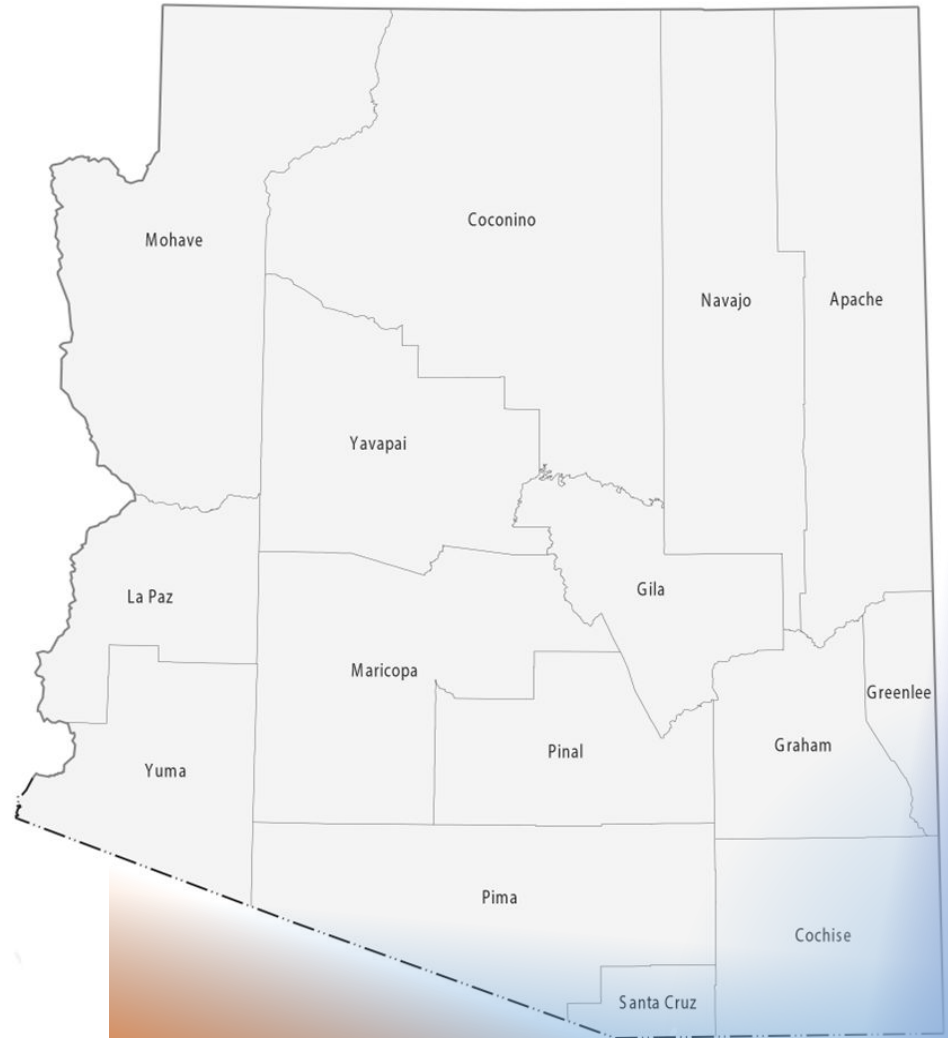 Coconino
Mohave
Navajo
Apache
Yavapai
Gila
La Paz
Maricopa
Greenlee
Graham
Pinal
Yuma
Pima
Cochise
Santa Cruz